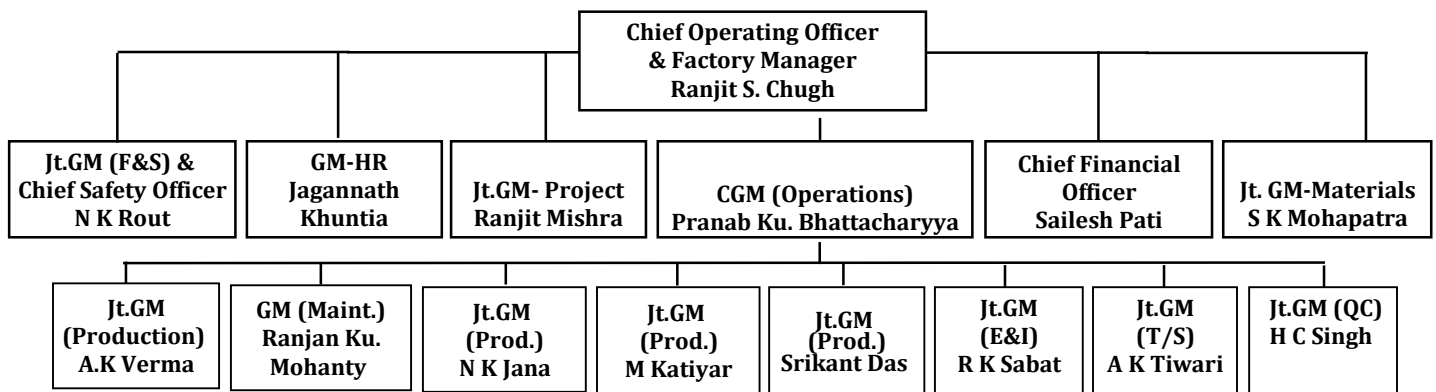 Chief Operating Officer
& Factory Manager
Ranjit S. Chugh
Jt.GM (F&S) &
Chief Safety Officer
N K Rout
GM-HR
Jagannath
Khuntia
Jt.GM- Project
Ranjit Mishra
CGM (Operations)
Pranab Ku. Bhattacharyya
Chief Financial
Officer
Sailesh Pati
Jt. GM-Materials
S K Mohapatra
Jt.GM
(Production)
A.K Verma
GM (Maint.)
Ranjan Ku.
Mohanty
Jt.GM
(Prod.)
N K Jana
Jt.GM
(Prod.)
M Katiyar
Jt.GM
(Prod.)
Srikant Das
Jt.GM
(E&I)
R K Sabat
Jt.GM
(T/S)
A K Tiwari
Jt.GM (QC)
H C Singh